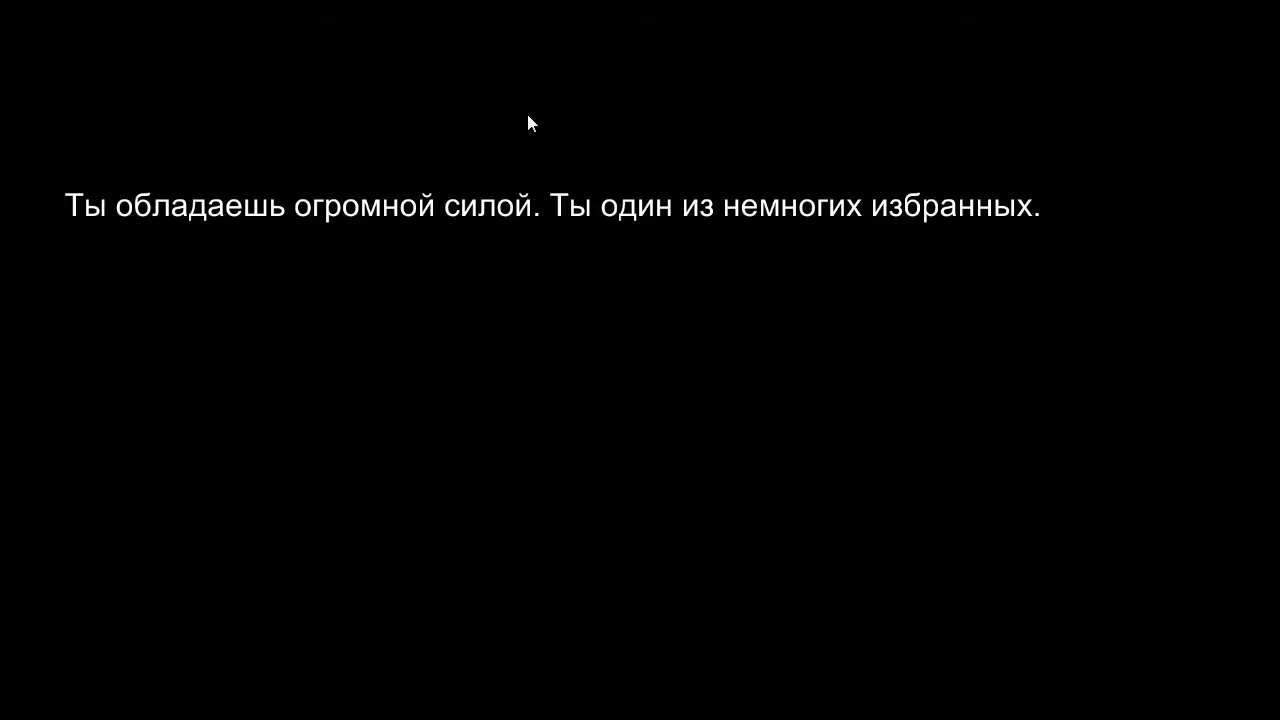 Ты обладаешь огромной силой. Ты один из немногих избранных.